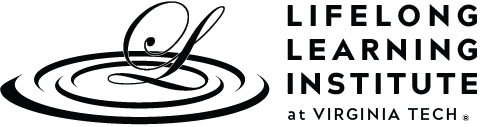 L
LIFELONG
LEARNING
INSTITUTE
at VIRGINIA TECH®